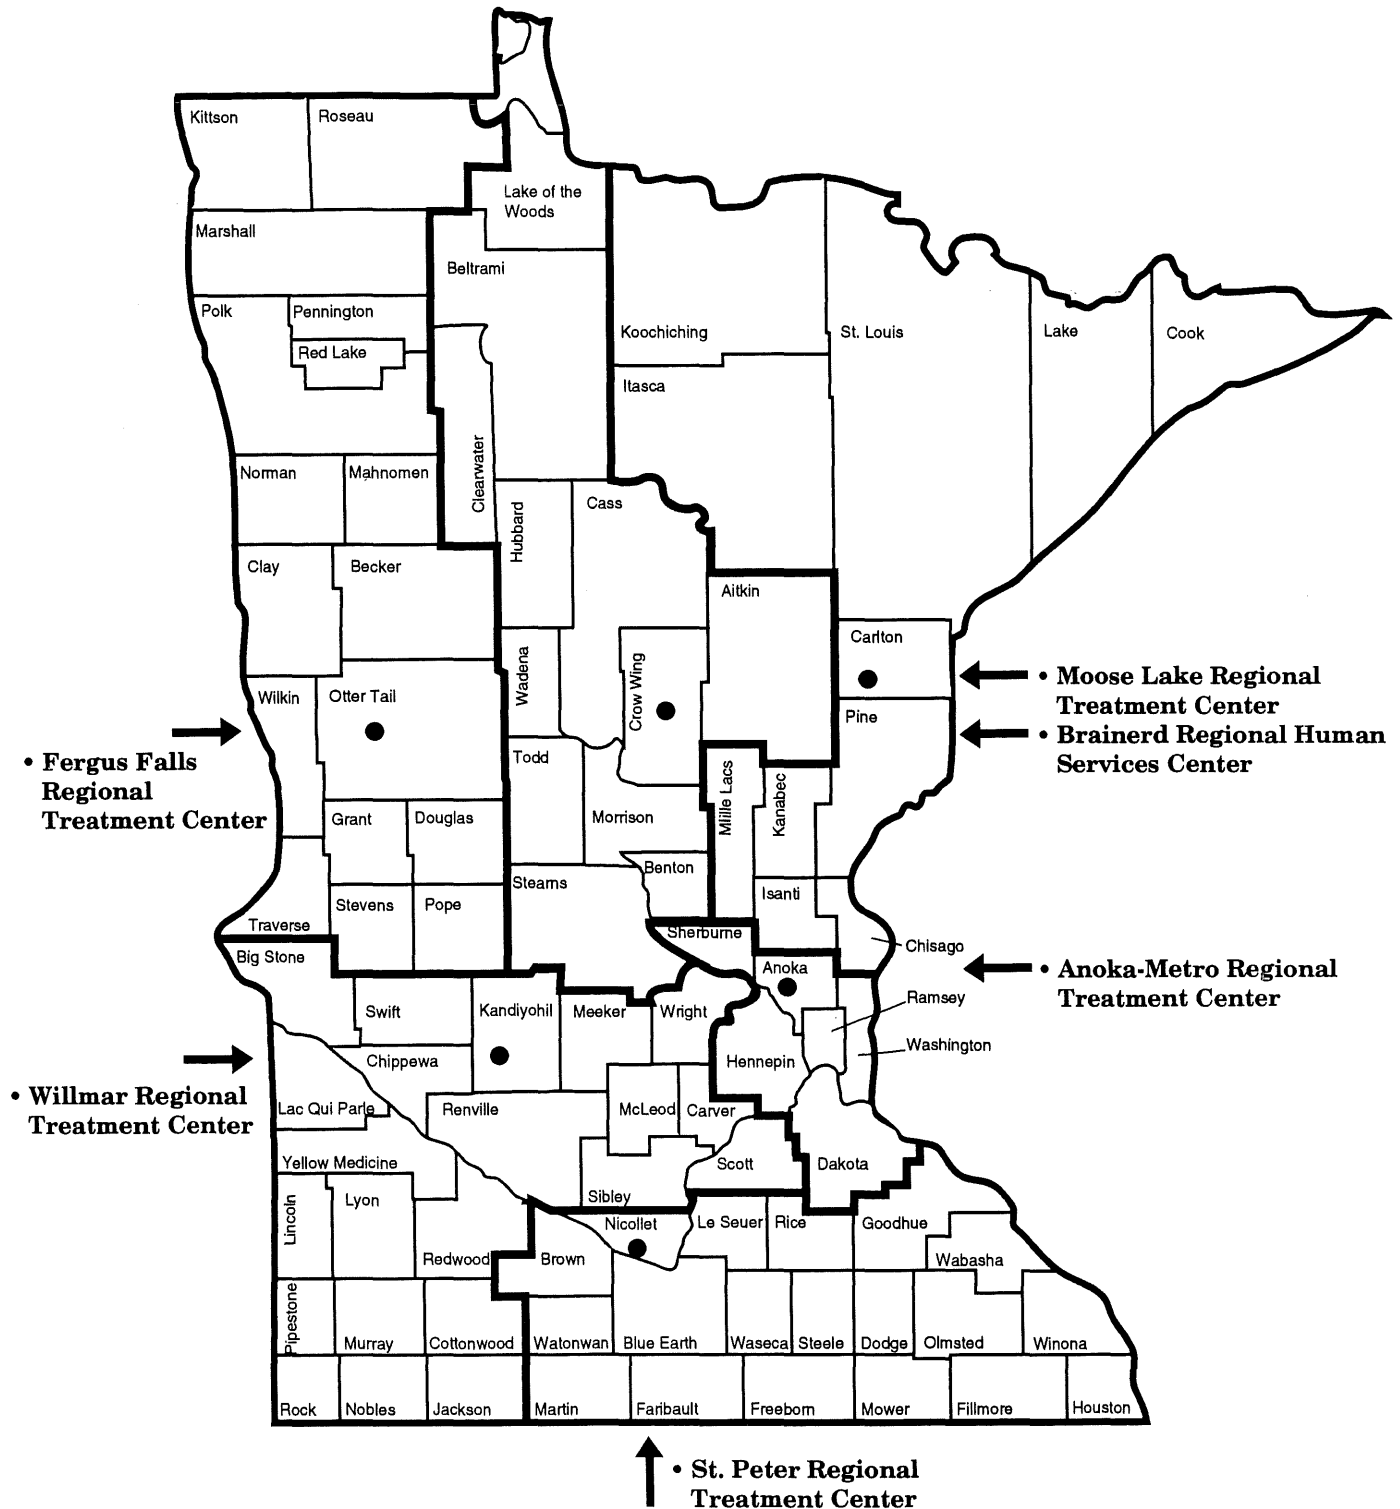 Kittson
Roseau
Lake of the
Woods
Marshall
Beltrami
Polk
Pennington
Red Lake
Koochiching
St. Louis
Lake
Cook
Itasca
Clearwater
Norman
Mahnomen
Hubbard
Cass
Clay
Becker
Aitkin
Carlton
Wadena
Crow Wing
Wilkin
Otter Tail
Pine
• Moose Lake Regional
Treatment Center
• Brainerd Regional Human
Services Center
• Fergus Falls
Regional
Treatment Center
Todd
Mille Lacs
Kanabec
Grant
Douglas
Morrison
Benton
Stearns
Isanti
Stevens
Pope
Traverse
Sherburne
Chisago
Big Stone
Anoka
• Anoka-Metro Regional
Treatment Center
Swift
Kandiyohil
Meeker
Wright
Ramsey
Washington
Chippewa
Hennepin
• Willmar Regional
Treatment Center
Lac Qui Parle
Renville
McLeod
Carver
Yellow Medicine
Scott
Dakota
Lincoln
Lyon
Sibley
Nicollet
Le Seuer
Rice
Goodhue
Redwood
Brown
Wabasha
Pipestone
Murray
Cottonwood
Watonwan
Blue Earth
Waseca
Steele
Dodge
Olmsted
Winona
Rock
Nobles
Jackson
Martin
Faribault
Freeborn
Mower
Fillmore
Houston
• St. Peter Regional
Treatment Center